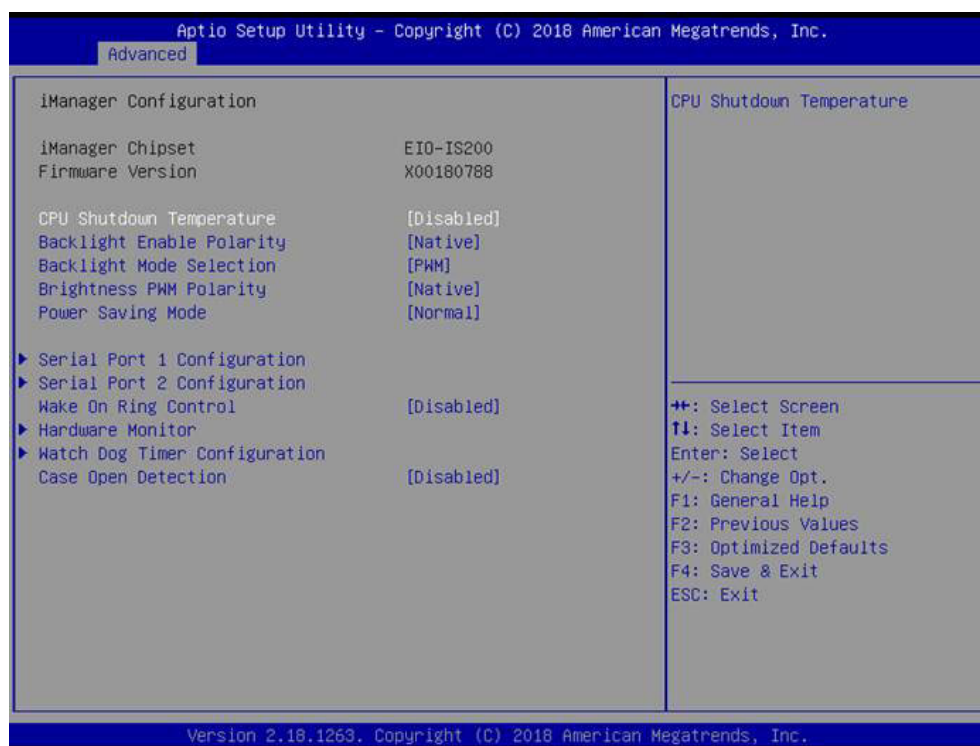 Aptio Setup Utility – Copyright (C) 2018 American Megatrends, Inc.
Advanced
iManager Configuration
iManager Chipset EIO-IS200
Firmware Version X00180788
CPU Shutdown Temperature [Disabled]
Backlight Enable Polarity [Native]
Backlight Mode Selection [PWM]
Brightness PWM Polarity [Native]
Power Saving Mode [Normal]
Serial Port 1 Configuration
Serial Port 2 Configuration
Wake On Ring Control [Disabled]
Hardware Monitor
Watch Dog Timer Configuration
Case Open Detection [Disabled]
CPU Shutdown Temperature
→←: Select Screen
↑↓: Select Item
Enter: Select
+/-: Change Opt.
F1: General Help
F2: Previous Values
F3: Optimized Defaults
F4: Save & Exit
ESC: Exit
Version 2.18.1263. Copyright (C) 2018 American Megatrends, Inc.